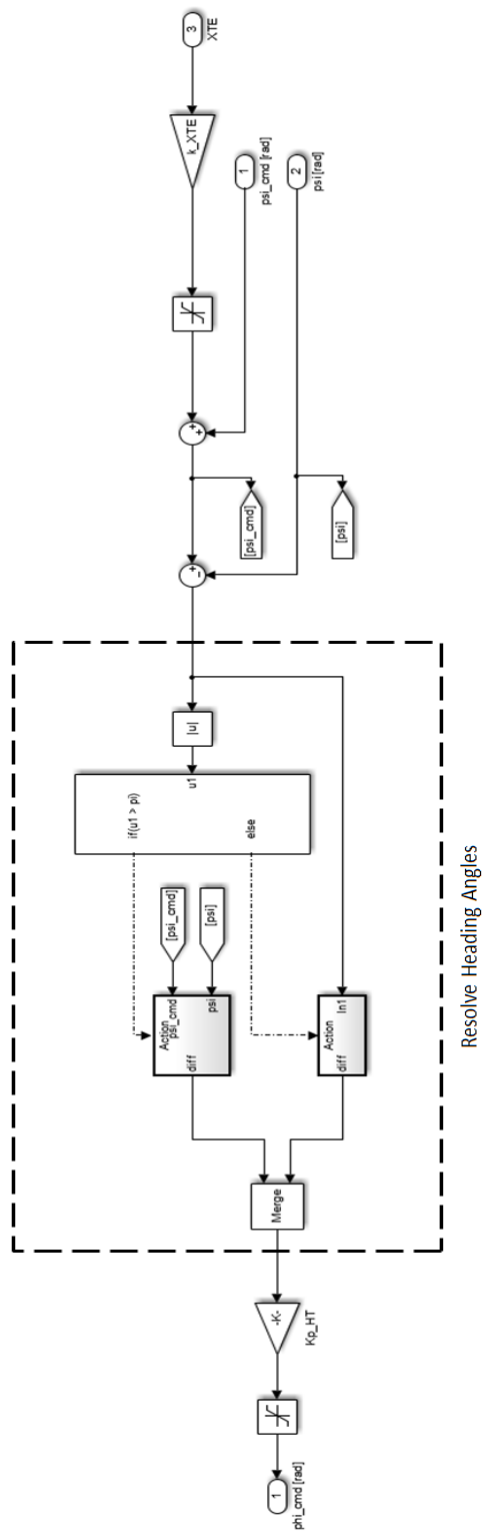 3
XTE
k_XTE
1
psi_cmd [rad]
2
psi [rad]
+
+
[psi_cmd]
[psi]
+
-
|u|
u1
if(u1 > pi)
else
[psi_cmd]
[psi]
Action
psi_cmd
psi
diff
Action
In1
diff
Merge
Resolve Heading Angles
-K-
Kp_HT
1
phi_cmd [rad]